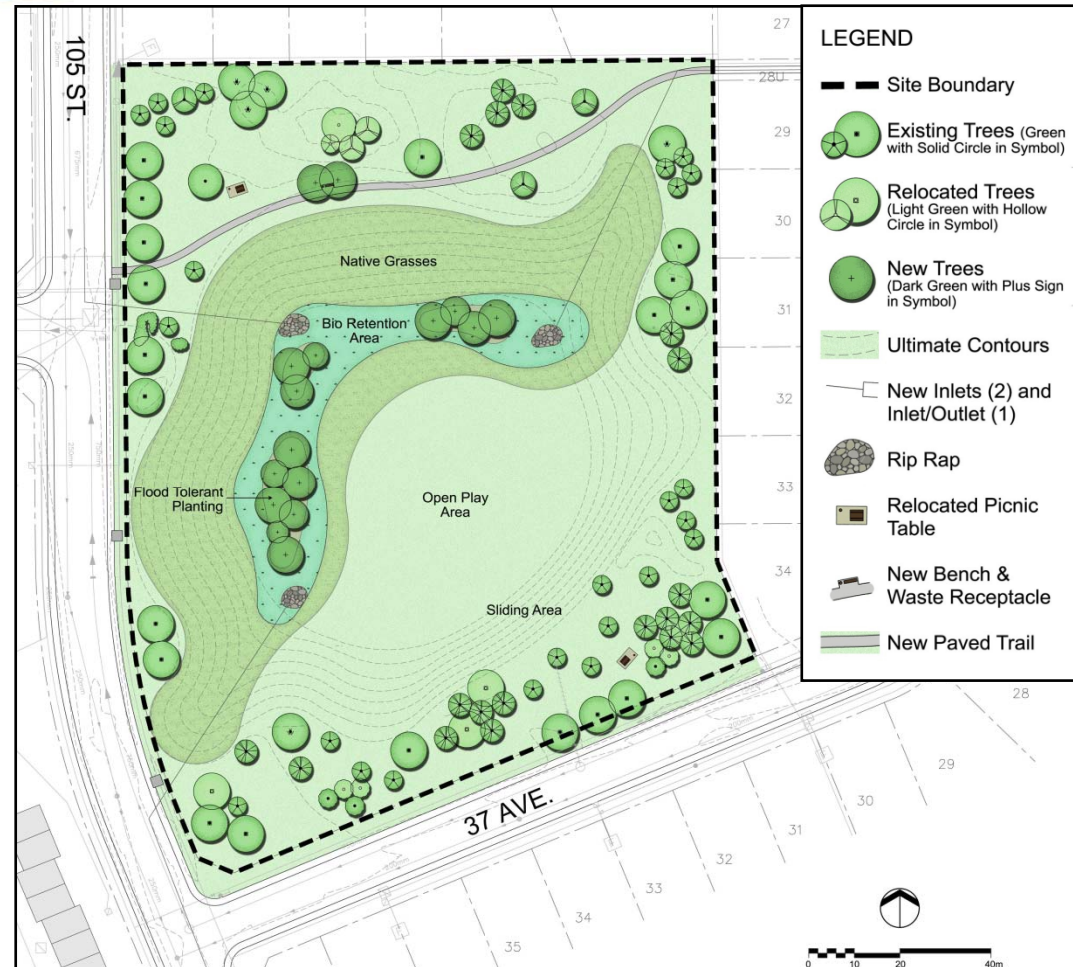 105 ST.
Native Grasses
Bio Retention
Area
Flood Tolerant
Planting
Open Play
Area
Sliding Area
37 AVE.
27
28U
29
30
31
32
33
34
28
29
30
31
32
33
34
35
LEGEND
Site Boundary
Existing Trees (Green
with Solid Circle in Symbol)
Relocated Trees
(Light Green with Hollow
Circle in Symbol)
New Trees
(Dark Green with Plus Sign
in Symbol)
Ultimate Contours
New Inlets (2) and
Inlet/Outlet (1)
Rip Rap
Relocated Picnic
Table
New Bench &
Waste Receptacle
New Paved Trail
0 10 20 40m
675mm